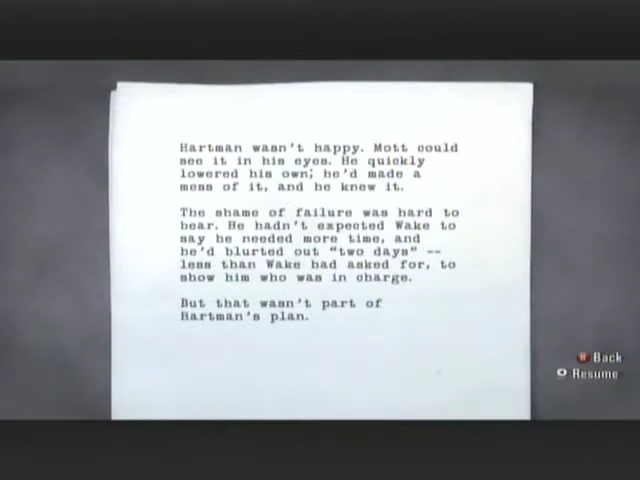 Hartman wasn't happy. Mott could
see it in his eyes. He quickly
lowered his own; he'd made a
mess of it, and he knew it.
The shame of failure was hard to
bear. He hadn't expected Wake to
say he needed more time, and
he'd blurted out "two days" --
less than Wake had asked for, to
show him who was in charge.
But that wasn't part of
Hartman's plan.
B Back
Resume